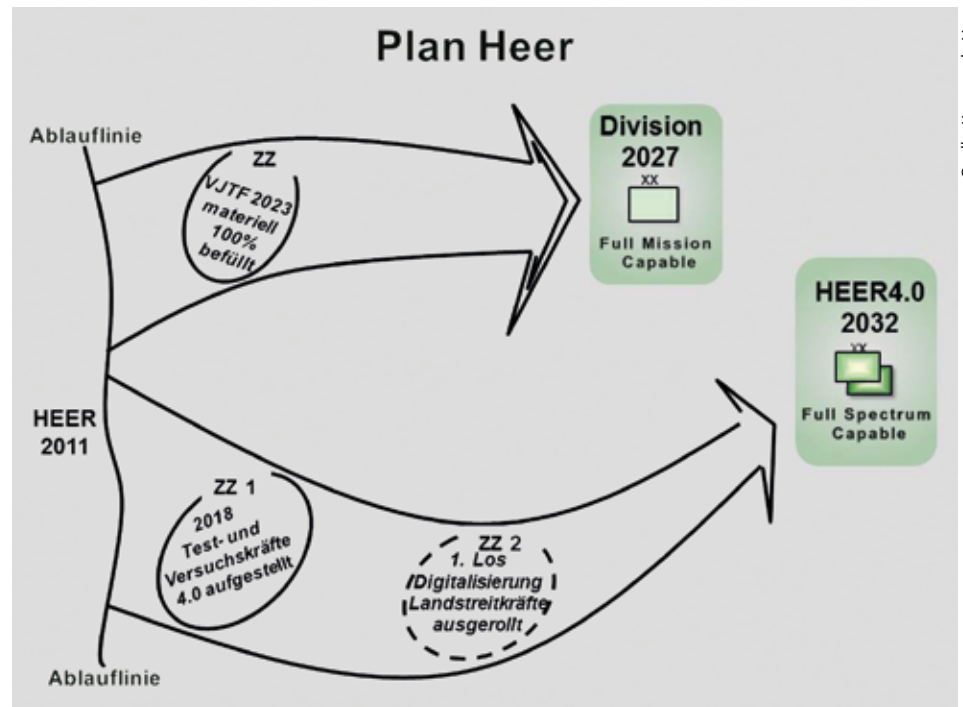 Plan Heer
Ablauflinie
ZZ
VJTF 2023
materiell
100%
befüllt
Division
2027
XX
Full Mission
Capable
HEER4.0
2032
XX
Full Spectrum
Capable
HEER
2011
ZZ 1
2018
Test- und
Versuchskräfte
4.0 aufgestellt
ZZ 2
1. Los
Digitalisierung
Landstreitkräfte
ausgerollt
Ablauflinie